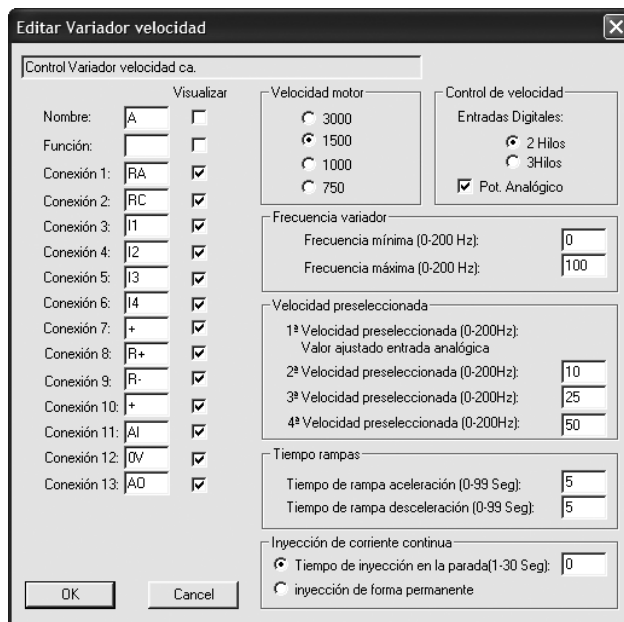 Editar Variador velocidad
Control Variador velocidad ca.
Visualizar
Nombre: A
Función:
Conexión 1: RA
Conexión 2: RC
Conexión 3: I1
Conexión 4: I2
Conexión 5: I3
Conexión 6: I4
Conexión 7: +
Conexión 8: R+
Conexión 9: R-
Conexión 10: +
Conexión 11: AI
Conexión 12: 0V
Conexión 13: AO
OK
Cancel
Velocidad motor
3000
1500
1000
750
Control de velocidad
Entradas Digitales:
2 Hilos
3Hilos
Pot. Analógico
Frecuencia variador
Frecuencia mínima (0-200 Hz): 0
Frecuencia máxima (0-200 Hz): 100
Velocidad preseleccionada
1ª Velocidad preseleccionada (0-200Hz):
Valor ajustado entrada analógica
2ª Velocidad preseleccionada (0-200Hz): 10
3ª Velocidad preseleccionada (0-200Hz): 25
4ª Velocidad preseleccionada (0-200Hz): 50
Tiempo rampas
Tiempo de rampa aceleración (0-99 Seg): 5
Tiempo de rampa desceleración (0-99 Seg): 5
Inyección de corriente continua
Tiempo de inyección en la parada(1-30 Seg): 0
inyección de forma permanente